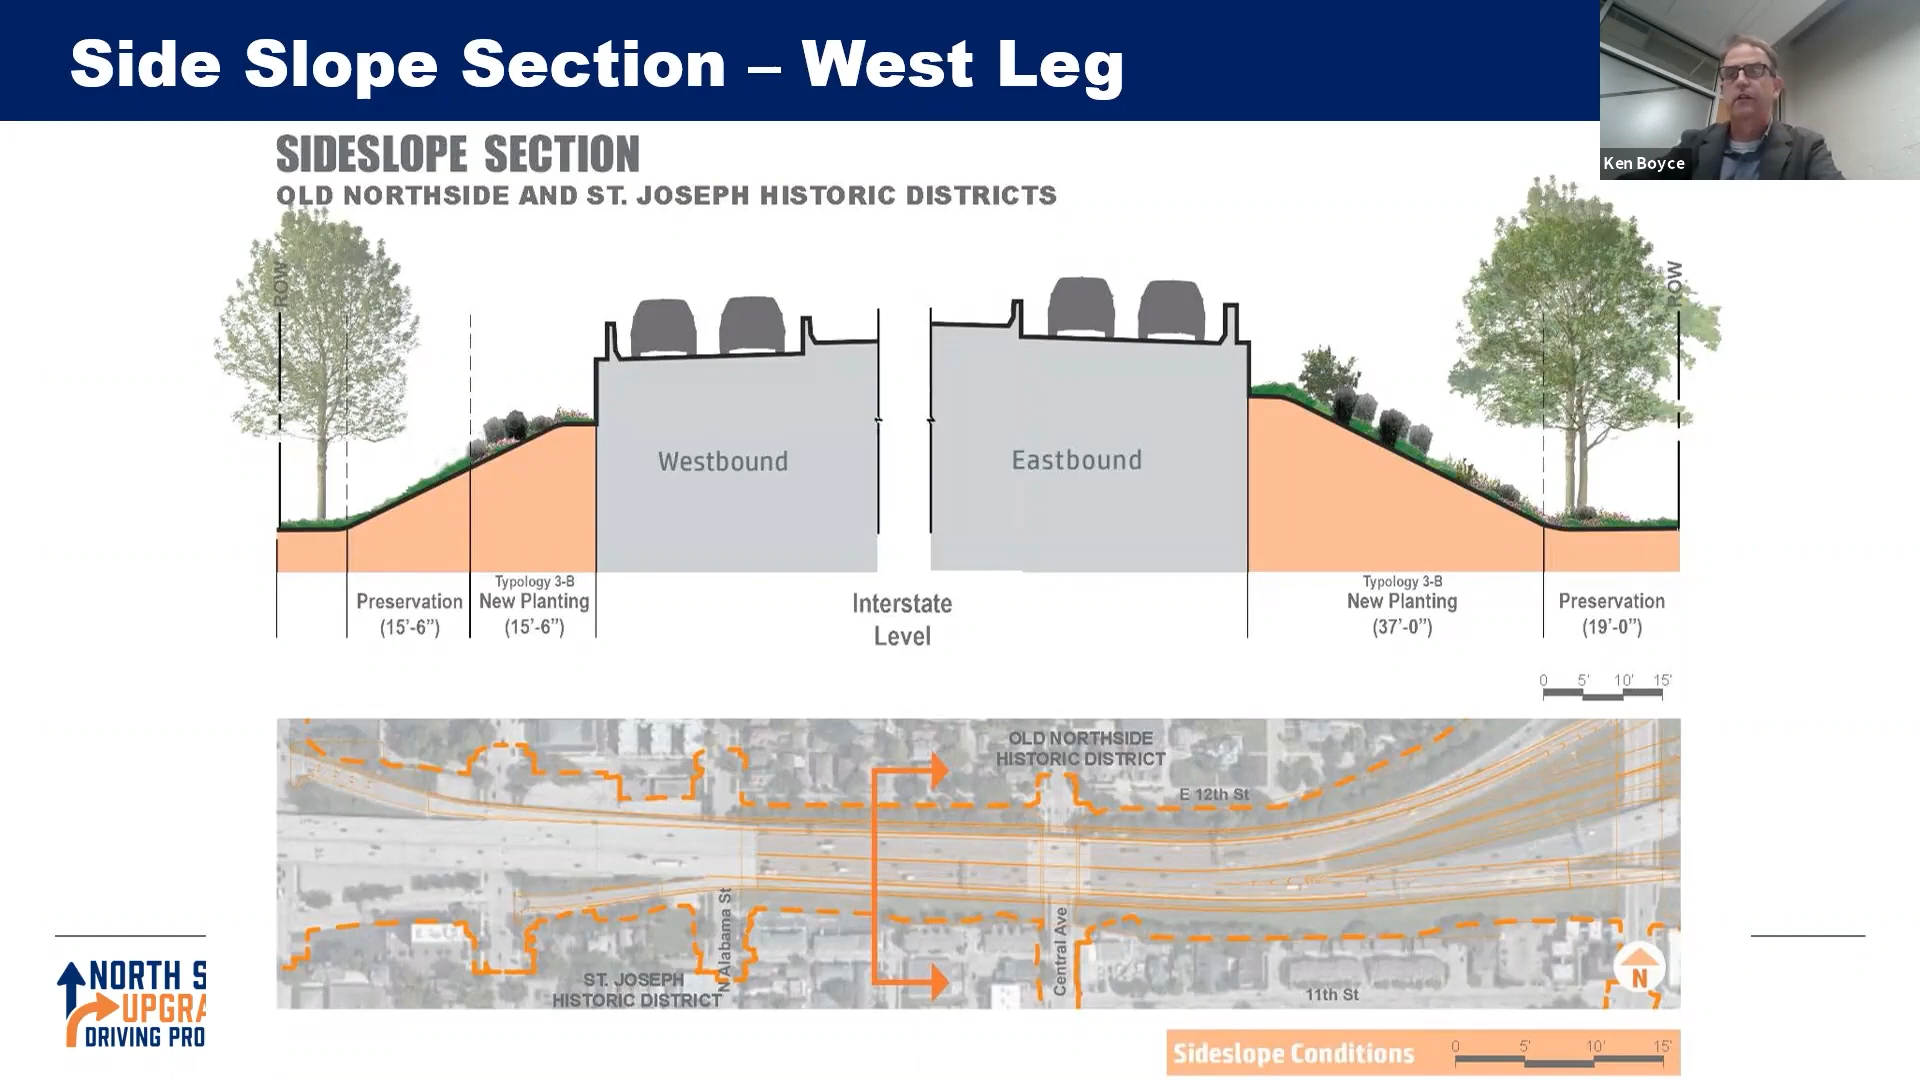 Side Slope Section – West Leg
Ken Boyce
SIDESLOPE SECTION
OLD NORTHSIDE AND ST. JOSEPH HISTORIC DISTRICTS
ROW
ROW
Westbound
Eastbound
Preservation
(15'-6”)
Typology 3-B
New Planting
(15'-6”)
Interstate
Level
Typology 3-B
New Planting
(37'-0”)
Preservation
(19'-0”)
0 5' 10' 15'
OLD NORTHSIDE
HISTORIC DISTRICT
E 12th St
N Alabama St
Central Ave
ST. JOSEPH
HISTORIC DISTRICT
11th St
N
NORTH S
UPGRA
DRIVING PRO
Sideslope Conditions
0 5' 10' 15'